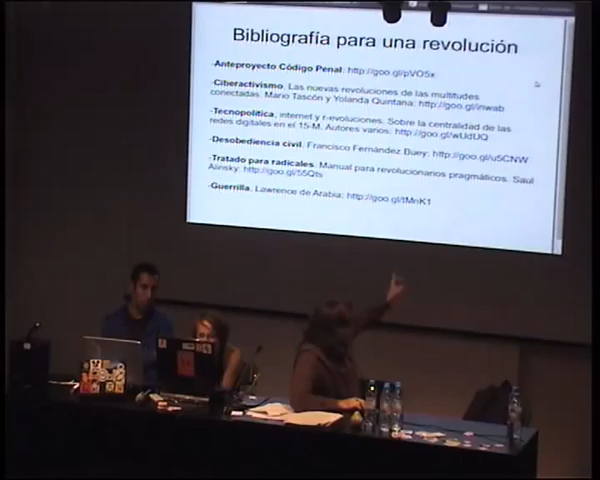 Bibliografía para una revolución
·Anteproyecto Código Penal: http://goo.gl/pVO5x
·Ciberactivismo. Las nuevas revoluciones de las multitudes
conectadas. Mario Tascón y Yolanda Quintana: http://goo.gl/inwab
·Tecnopolítica, internet y r-evoluciones. Sobre la centralidad de las
redes digitales en el 15-M. Autores varios: http://goo.gl/wUdUQ
·Desobediencia civil. Francisco Fernández Buey: http://goo.gl/u5CNW
·Tratado para radicales. Manual para revolucionarios pragmáticos. Saul
Alinsky: http://goo.gl/55Qts
·Guerrilla. Lawrence de Arabia: http://goo.gl/tMnK1